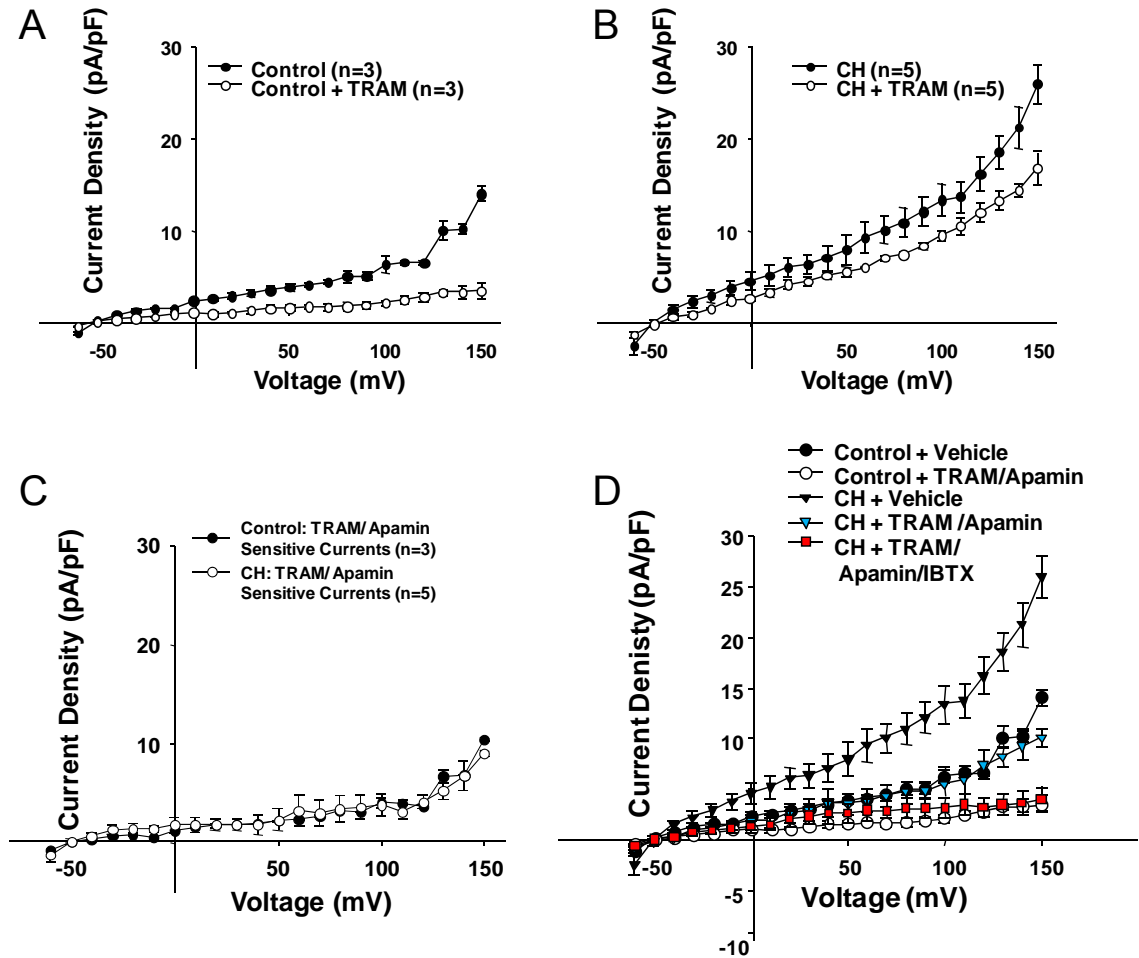 A
Current Density (pA/pF)
30
20
10
Control (n=3)
Control + TRAM (n=3)
-50
50
100
150
Voltage (mV)
B
Current Density (pA/pF)
30
20
10
CH (n=5)
CH + TRAM (n=5)
-50
50
100
150
Voltage (mV)
C
Current Density (pA/pF)
30
20
10
Control: TRAM/ Apamin
Sensitive Currents (n=3)
CH: TRAM/ Apamin
Sensitive Currents (n=5)
-50
50
100
150
Voltage (mV)
D
Current Denisty (pA/pF)
Control + Vehicle
Control + TRAM/Apamin
CH + Vehicle
CH + TRAM /Apamin
CH + TRAM/
Apamin/IBTX
30
25
20
15
10
5
-5
-10
-50
50
100
150
Voltage (mV)